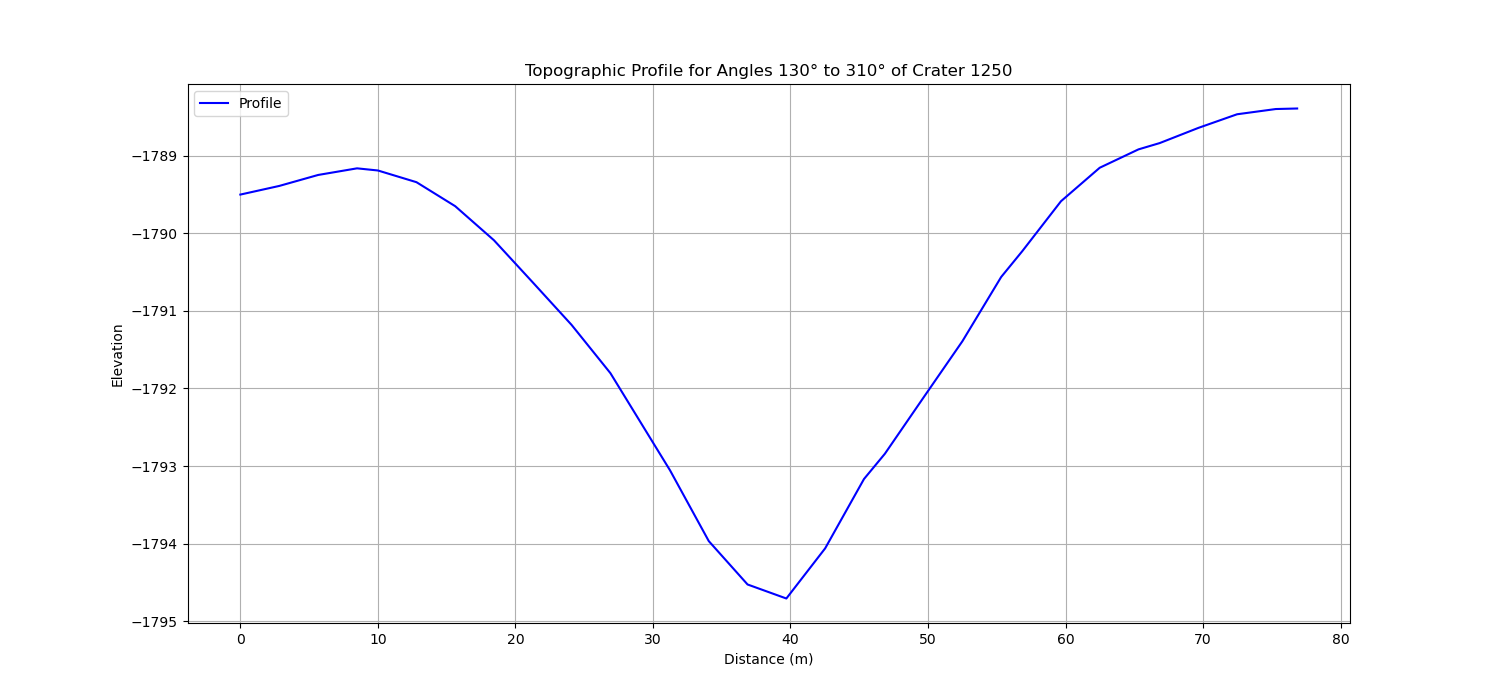 Topographic Profile for Angles 130° to 310° of Crater 1250
Profile
−1789
−1790
−1791
−1792
−1793
−1794
−1795
Elevation
0 10 20 30 40 50 60 70 80
Distance (m)